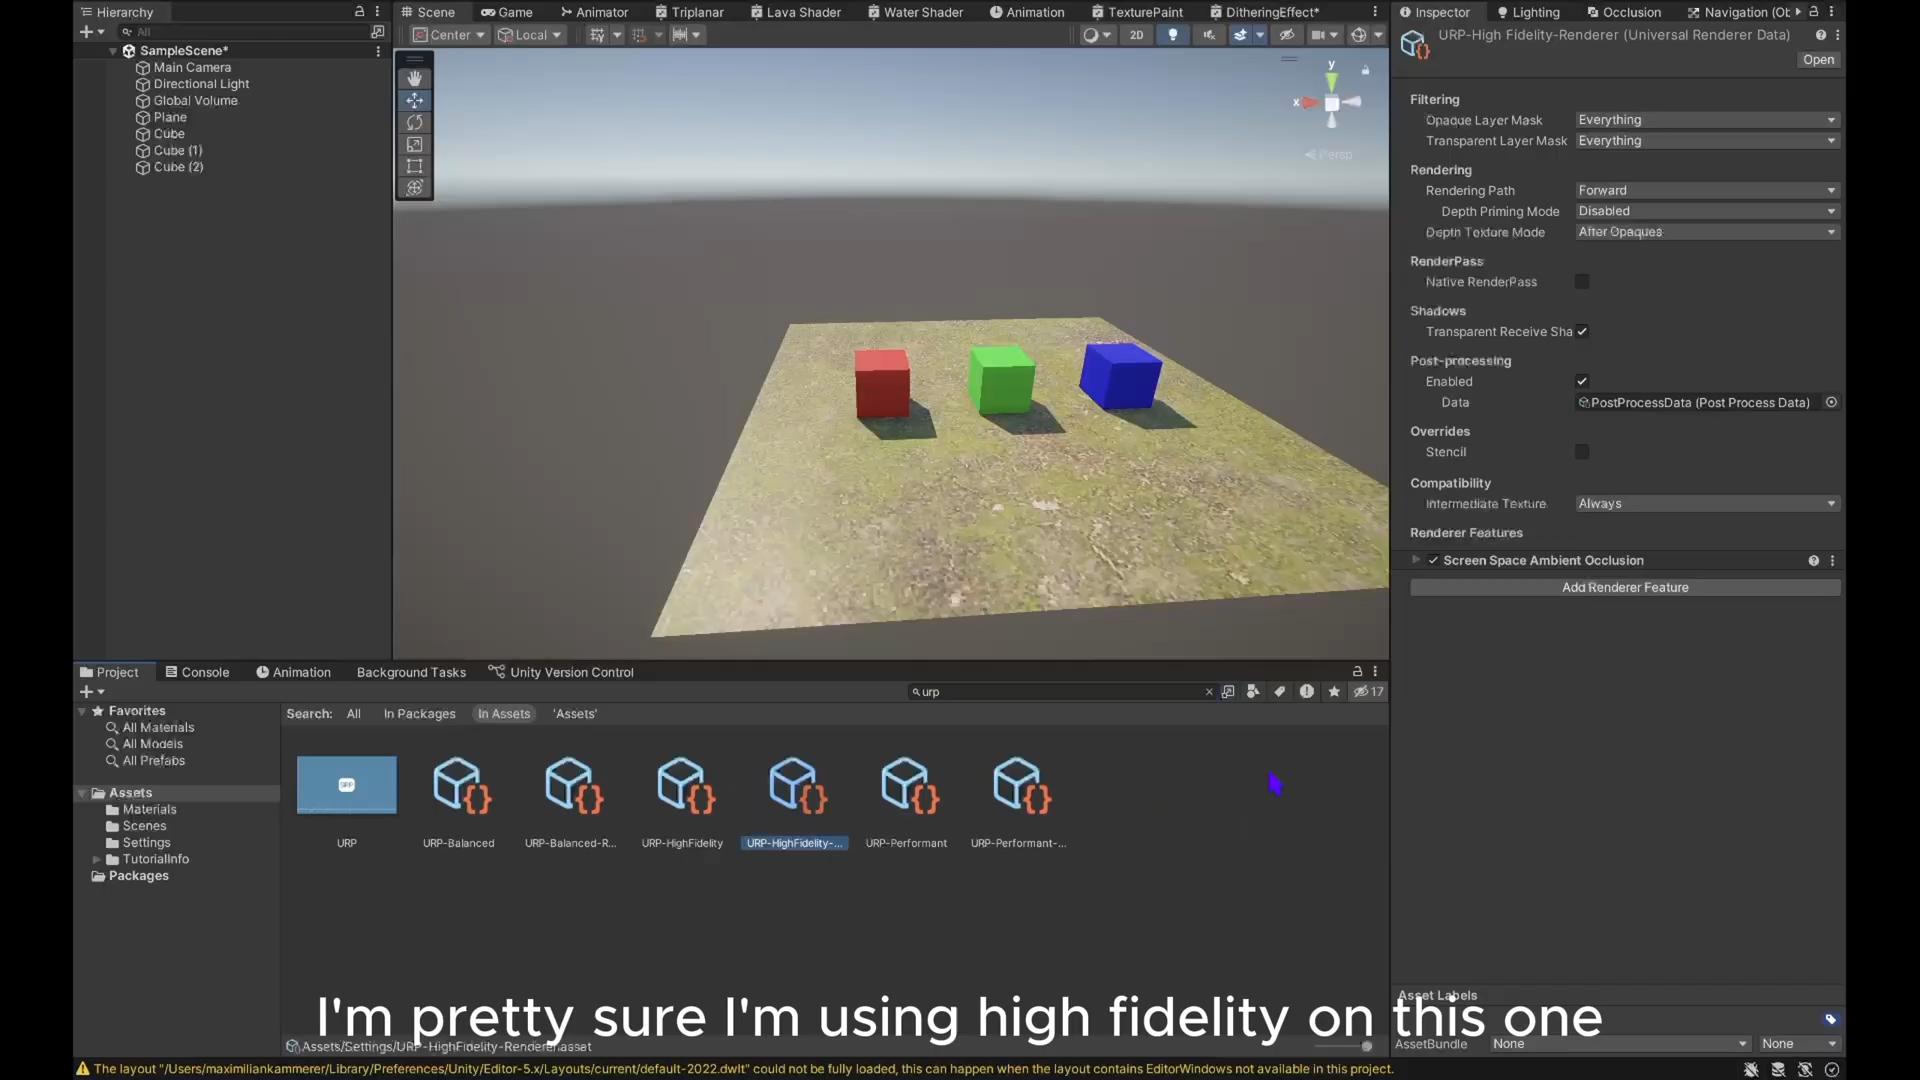 Hierarchy
All
SampleScene*
Main Camera
Directional Light
Global Volume
Plane
Cube
Cube (1)
Cube (2)
Scene Game Animator Triplanar Lava Shader Water Shader Animation TexturePaint DitheringEffect*
Center Local 2D
y
x
Persp
Inspector Lighting Occlusion Navigation (Ob
URP-High Fidelity-Renderer (Universal Renderer Data)
Open
Filtering
Opaque Layer Mask Everything
Transparent Layer Mask Everything
Rendering
Rendering Path Forward
Depth Priming Mode Disabled
Depth Texture Mode After Opaques
RenderPass
Native RenderPass
Shadows
Transparent Receive Sha
Post-processing
Enabled
Data PostProcessData (Post Process Data)
Overrides
Stencil
Compatibility
Intermediate Texture Always
Renderer Features
Screen Space Ambient Occlusion
Add Renderer Feature
Project Console Animation Background Tasks Unity Version Control
urp
17
Favorites
All Materials
All Models
All Prefabs
Assets
Materials
Scenes
Settings
TutorialInfo
Packages
Search: All In Packages In Assets 'Assets'
URP URP-Balanced URP-Balanced-R... URP-HighFidelity URP-HighFidelity-... URP-Performant URP-Performant-...
I'm pretty sure I'm using high fidelity on this one
Assets/Settings/URP-HighFidelity-Renderer.asset
Asset Labels
AssetBundle None None
The layout "/Users/maximiliankammerer/Library/Preferences/Unity/Editor-5.x/Layouts/current/default-2022.dwlt" could not be fully loaded, this can happen when the layout contains EditorWindows not available in this project.